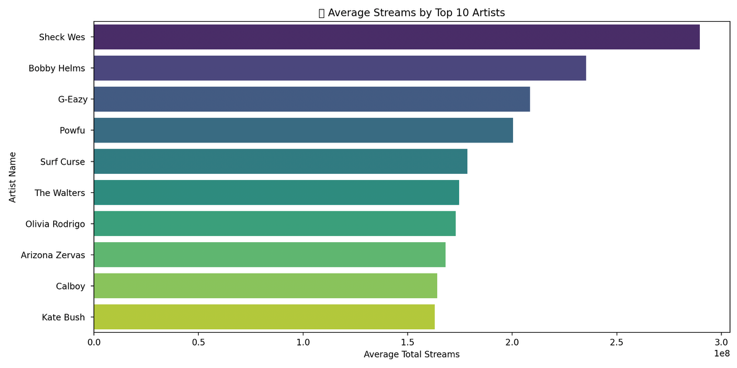 Average Streams by Top 10 Artists
Artist Name
Sheck Wes
Bobby Helms
G-Eazy
Powfu
Surf Curse
The Walters
Olivia Rodrigo
Arizona Zervas
Calboy
Kate Bush
0.0 0.5 1.0 1.5 2.0 2.5 3.0
1e8
Average Total Streams